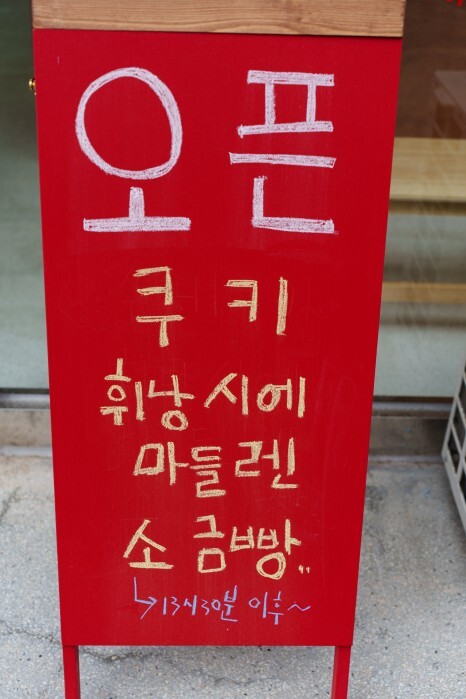 오픈
쿠키
휘낭시에
마들렌
소금빵..
↳13시30분 이후~